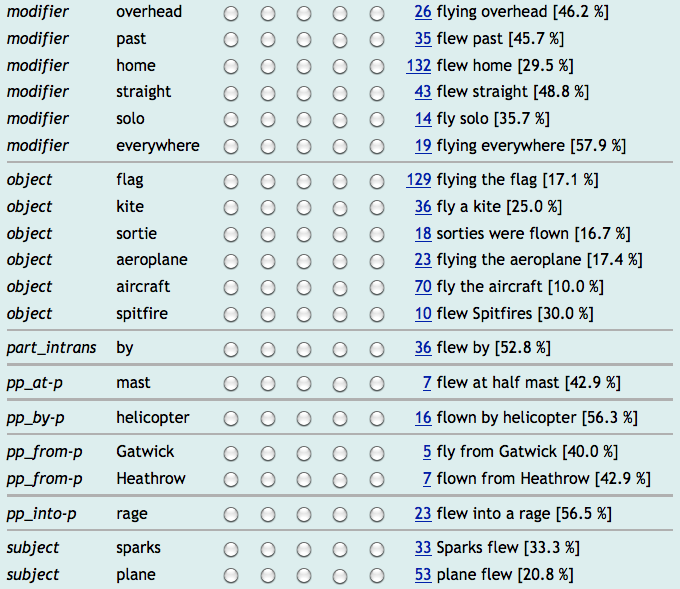 modifier overhead 26 flying overhead [46.2 %]
modifier past 35 flew past [45.7 %]
modifier home 132 flew home [29.5 %]
modifier straight 43 flew straight [48.8 %]
modifier solo 14 fly solo [35.7 %]
modifier everywhere 19 flying everywhere [57.9 %]
object flag 129 flying the flag [17.1 %]
object kite 36 fly a kite [25.0 %]
object sortie 18 sorties were flown [16.7 %]
object aeroplane 23 flying the aeroplane [17.4 %]
object aircraft 70 fly the aircraft [10.0 %]
object spitfire 10 flew Spitfires [30.0 %]
part_intrans by 36 flew by [52.8 %]
pp_at-p mast 7 flew at half mast [42.9 %]
pp_by-p helicopter 16 flown by helicopter [56.3 %]
pp_from-p Gatwick 5 fly from Gatwick [40.0 %]
pp_from-p Heathrow 7 flown from Heathrow [42.9 %]
pp_into-p rage 23 flew into a rage [56.5 %]
subject sparks 33 Sparks flew [33.3 %]
subject plane 53 plane flew [20.8 %]